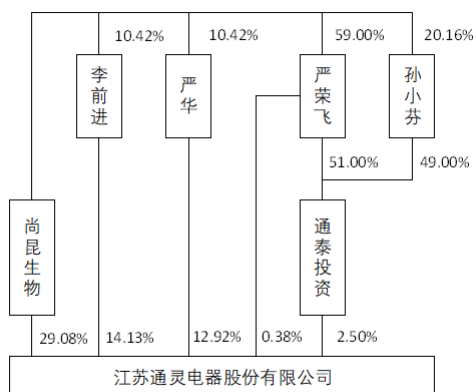 10.42%
10.42%
59.00%
20.16%
李前进
严华
严荣飞
孙小芬
51.00%
49.00%
尚昆生物
通泰投资
29.08%
14.13%
12.92%
0.38%
2.50%
江苏通灵电器股份有限公司